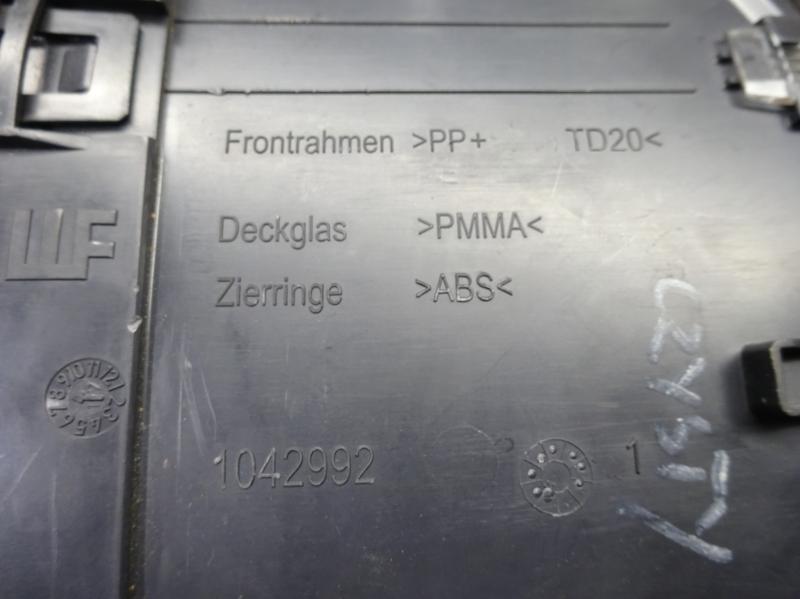 Frontrahmen >PP+ TD20<
Deckglas >PMMA<
Zierringe >ABS<
1042992
1